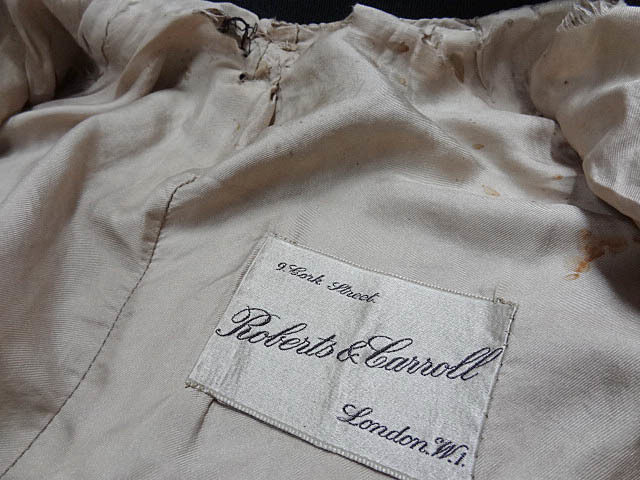 9. Cork Street.
Roberts & Carroll
London. W.1.